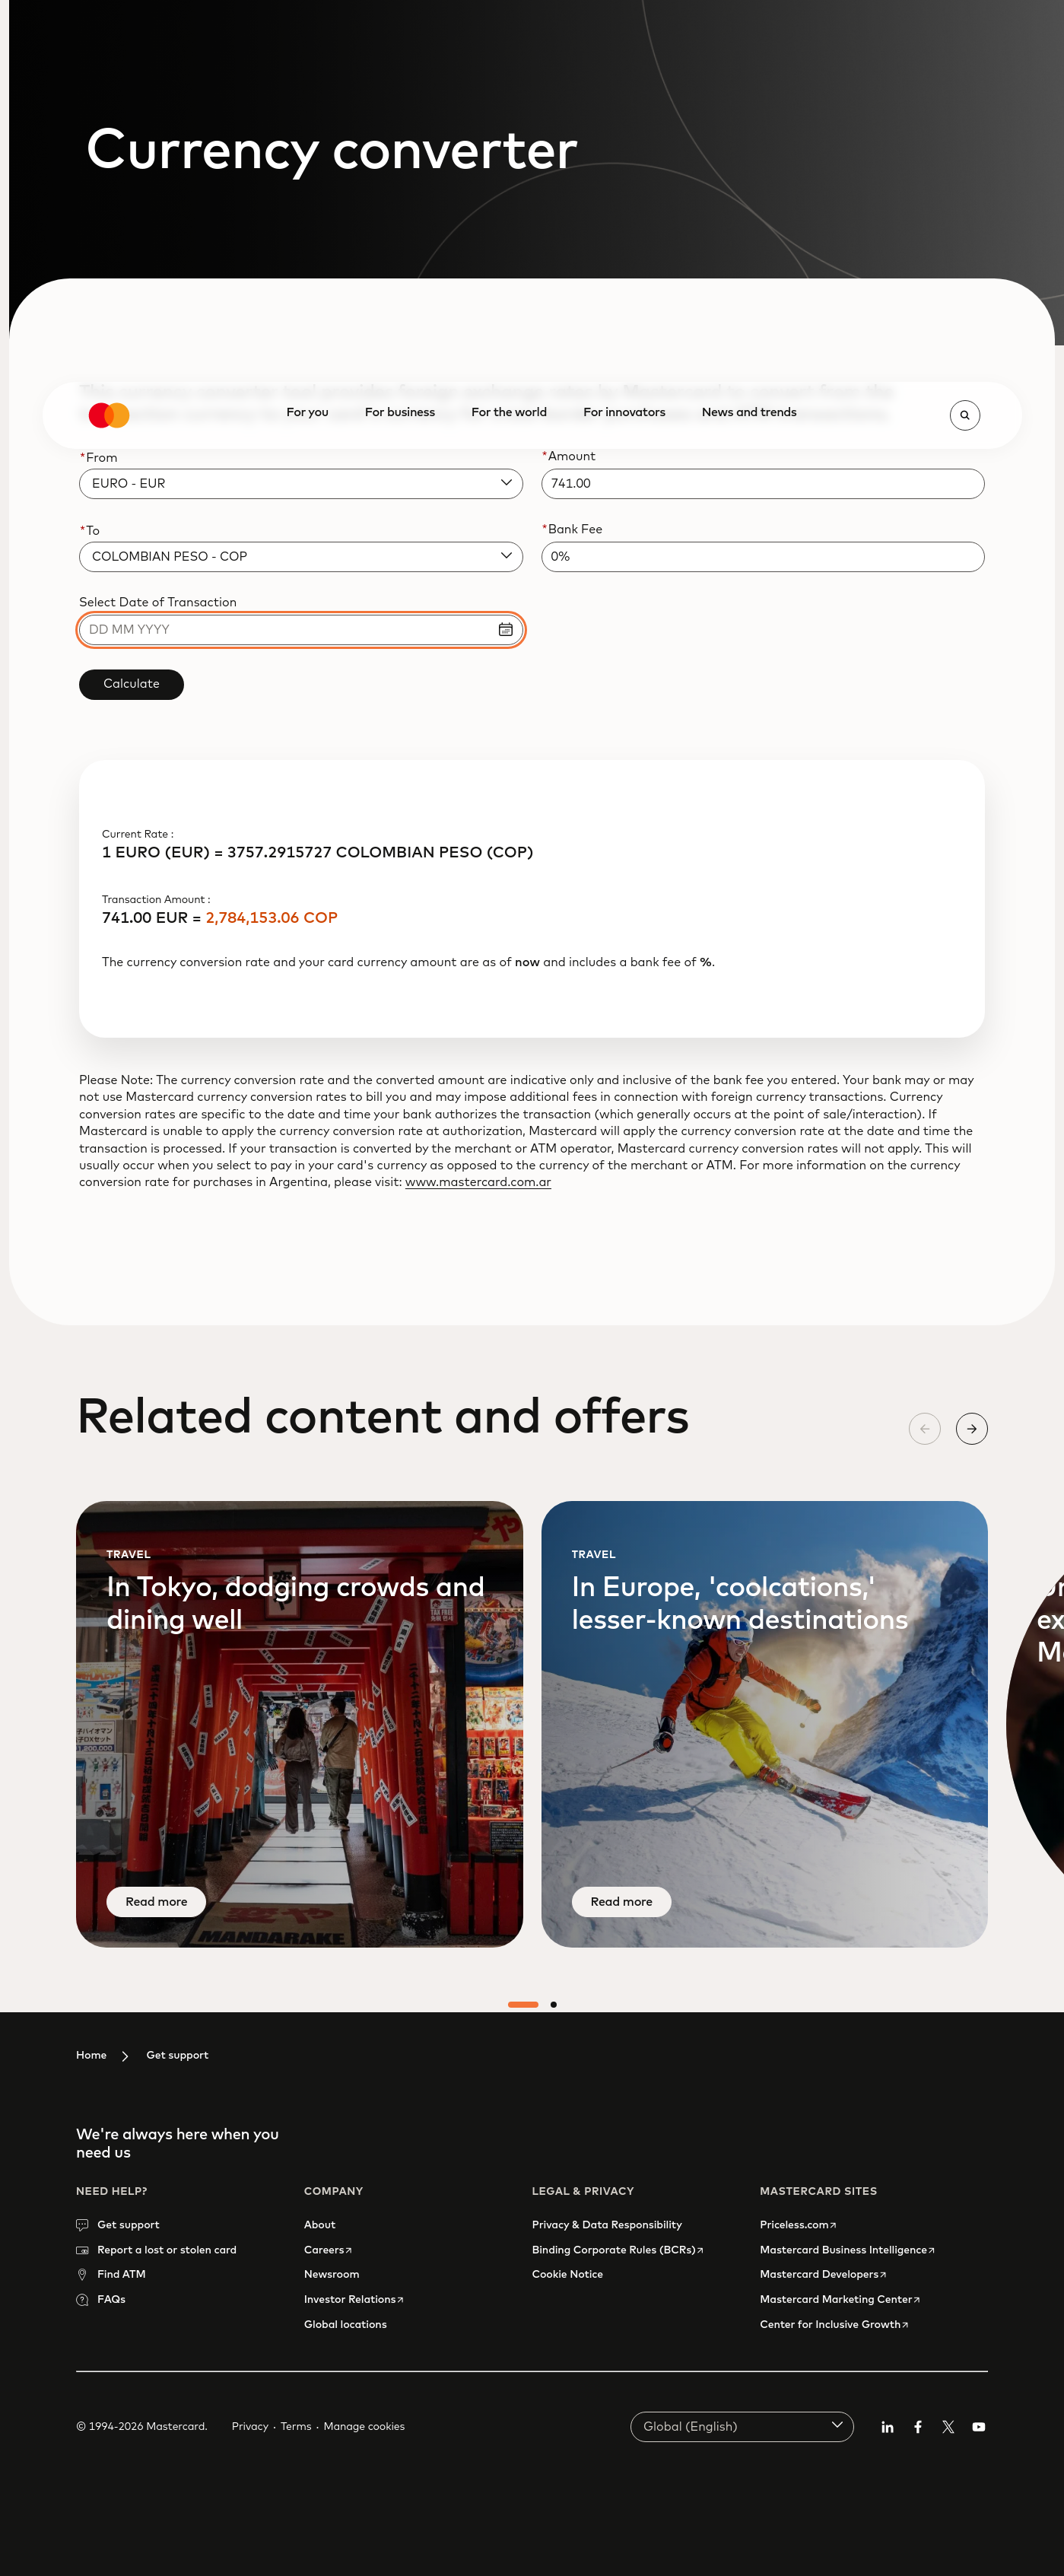 Currency converter
For you
For business
For the world
For innovators
News and trends
*From
*Amount
EURO - EUR
741.00
*To
*Bank Fee
COLOMBIAN PESO - COP
0%
Select Date of Transaction
DD MM YYYY
Calculate
Current Rate :
1 EURO (EUR) = 3757.2915727 COLOMBIAN PESO (COP)
Transaction Amount :
741.00 EUR = 2,784,153.06 COP
The currency conversion rate and your card currency amount are as of now and includes a bank fee of %.
Please Note: The currency conversion rate and the converted amount are indicative only and inclusive of the bank fee you entered. Your bank may or may
not use Mastercard currency conversion rates to bill you and may impose additional fees in connection with foreign currency transactions. Currency
conversion rates are specific to the date and time your bank authorizes the transaction (which generally occurs at the point of sale/interaction). If
Mastercard is unable to apply the currency conversion rate at authorization, Mastercard will apply the currency conversion rate at the date and time the
transaction is processed. If your transaction is converted by the merchant or ATM operator, Mastercard currency conversion rates will not apply. This will
usually occur when you select to pay in your card's currency as opposed to the currency of the merchant or ATM. For more information on the currency
conversion rate for purchases in Argentina, please visit: www.mastercard.com.ar
Related content and offers
TRAVEL
In Tokyo, dodging crowds and
dining well
Read more
MANDARAKE
TRAVEL
In Europe, 'coolcations,'
lesser-known destinations
Read more
Home
Get support
We're always here when you
need us
NEED HELP?
Get support
Report a lost or stolen card
Find ATM
FAQs
COMPANY
About
Careers
Newsroom
Investor Relations
Global locations
LEGAL & PRIVACY
Privacy & Data Responsibility
Binding Corporate Rules (BCRs)
Cookie Notice
MASTERCARD SITES
Priceless.com
Mastercard Business Intelligence
Mastercard Developers
Mastercard Marketing Center
Center for Inclusive Growth
© 1994-2026 Mastercard.
Privacy · Terms · Manage cookies
Global (English)